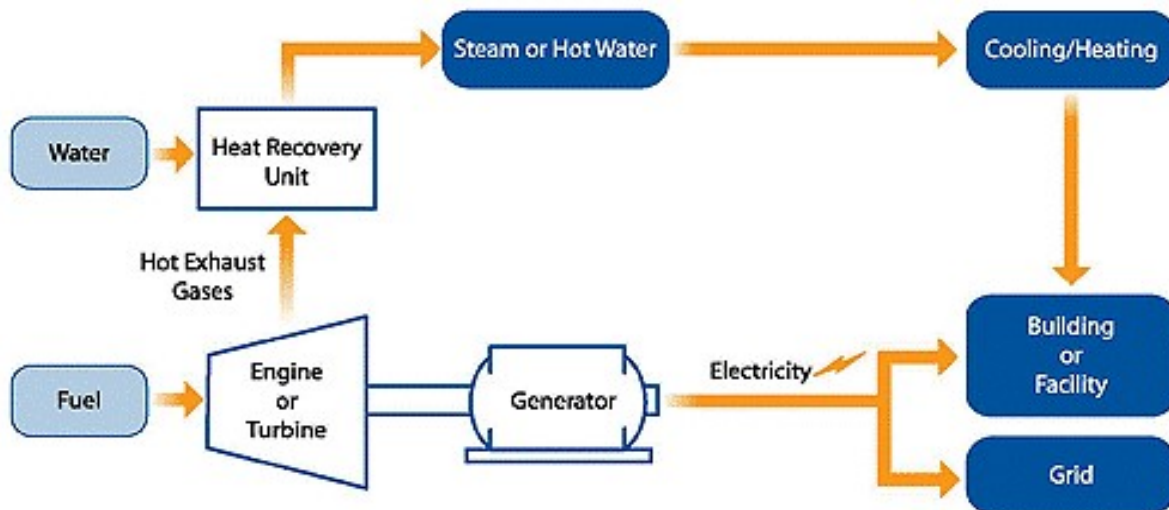 Steam or Hot Water
Cooling/Heating
Water
Heat Recovery
Unit
Hot Exhaust
Gases
Building
or
Facility
Fuel
Engine
or
Turbine
Generator
Electricity
Grid